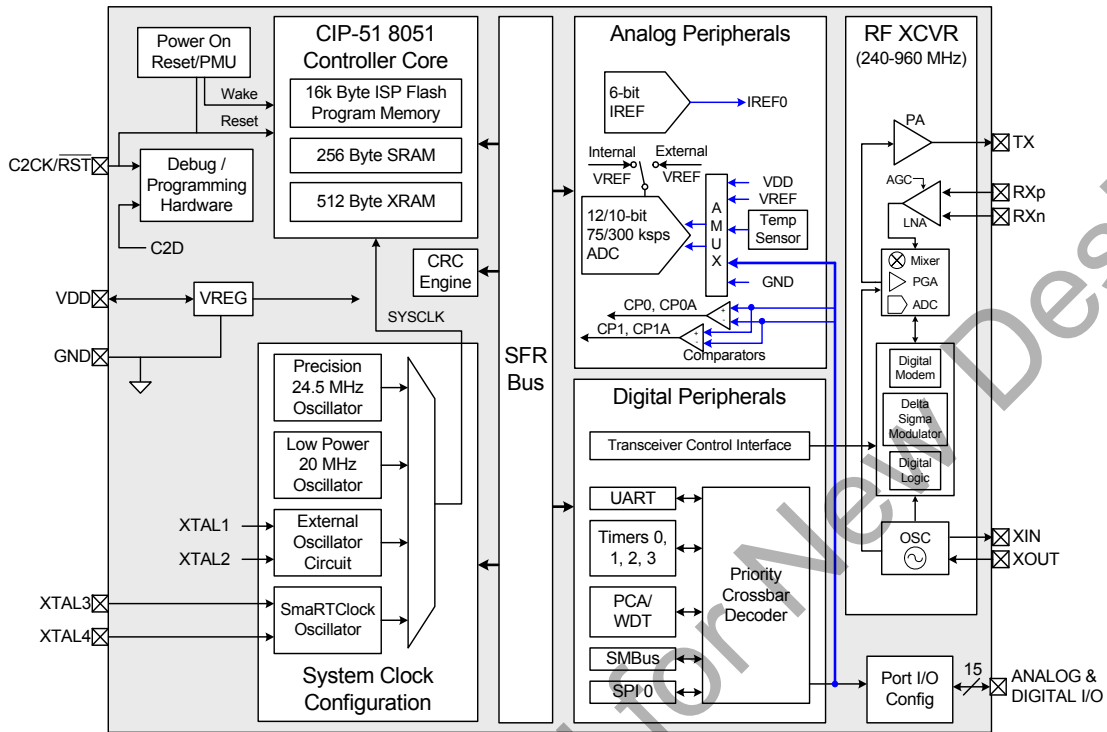 Power On
Reset/PMU
Wake
Reset
C2CK/RST
Debug /
Programming
Hardware
C2D
VDD
VREG
GND
CIP-51 8051
Controller Core
16k Byte ISP Flash
Program Memory
256 Byte SRAM
512 Byte XRAM
CRC
Engine
SYSCLK
Precision
24.5 MHz
Oscillator
Low Power
20 MHz
Oscillator
XTAL1
XTAL2
External
Oscillator
Circuit
XTAL3
XTAL4
SmaRTClock
Oscillator
System Clock
Configuration
SFR
Bus
Analog Peripherals
6-bit
IREF
IREF0
Internal
VREF
External
VREF
12/10-bit
75/300 ksps
ADC
A
M
U
X
VDD
VREF
Temp
Sensor
GND
CP0, CP0A
+
-
CP1, CP1A
+
-
Comparators
Digital Peripherals
Transceiver Control Interface
UART
Timers 0,
1, 2, 3
PCA/
WDT
SMBus
SPI 0
Priority
Crossbar
Decoder
RF XCVR
(240-960 MHz)
PA
TX
AGC
LNA
RXp
RXn
Mixer
PGA
ADC
Digital
Modem
Delta
Sigma
Modulator
Digital
Logic
OSC
XIN
XOUT
Port I/O
Config
15
ANALOG &
DIGITAL I/O
for New Des